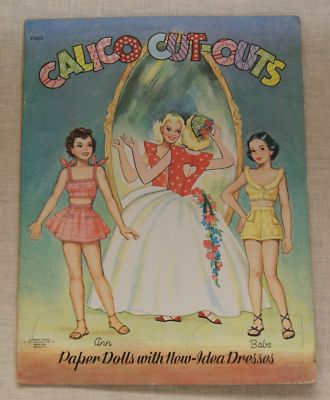 CALICO CUT-OUTS
Ann
Babs
Paper Dolls with New-Idea Dresses